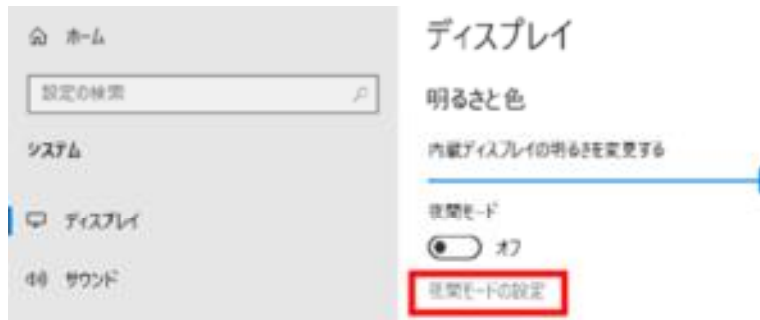 ホーム
設定の検索
システム
ディスプレイ
サウンド
ディスプレイ
明るさと色
内蔵ディスプレイの明るさを変更する
夜間モード
オフ
夜間モードの設定